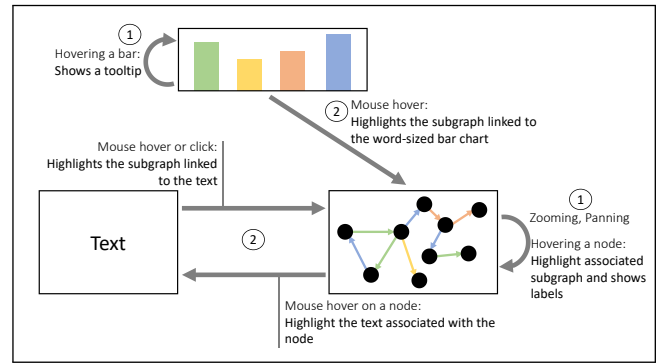 1
Hovering a bar:
Shows a tooltip
2
Mouse hover:
Highlights the subgraph linked to
the word-sized bar chart
Mouse hover or click:
Highlights the subgraph linked
to the text
1
Zooming, Panning
Hovering a node:
Highlight associated
subgraph and shows
labels
Text
2
Mouse hover on a node:
Highlight the text associated with the
node